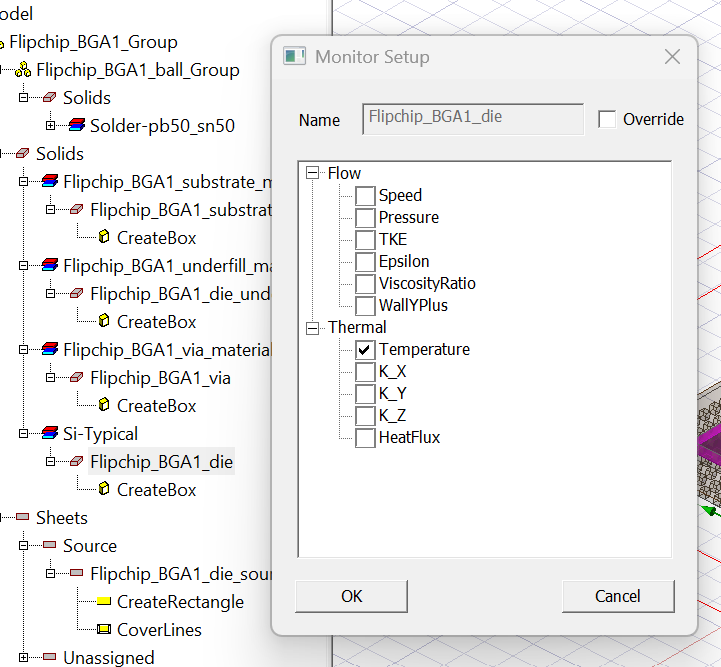 odel
Flipchip_BGA1_Group
Flipchip_BGA1_ball_Group
Solids
Solder-pb50_sn50
Solids
Flipchip_BGA1_substrate_m
Flipchip_BGA1_substrat
CreateBox
Flipchip_BGA1_underfill_ma
Flipchip_BGA1_die_und
CreateBox
Flipchip_BGA1_via_material
Flipchip_BGA1_via
CreateBox
Si-Typical
Flipchip_BGA1_die
CreateBox
Sheets
Source
Flipchip_BGA1_die_sour
CreateRectangle
CoverLines
Unassigned
Monitor Setup
Name Flipchip_BGA1_die Override
Flow
Speed
Pressure
TKE
Epsilon
ViscosityRatio
WallYPlus
Thermal
Temperature
K_X
K_Y
K_Z
HeatFlux
OK Cancel